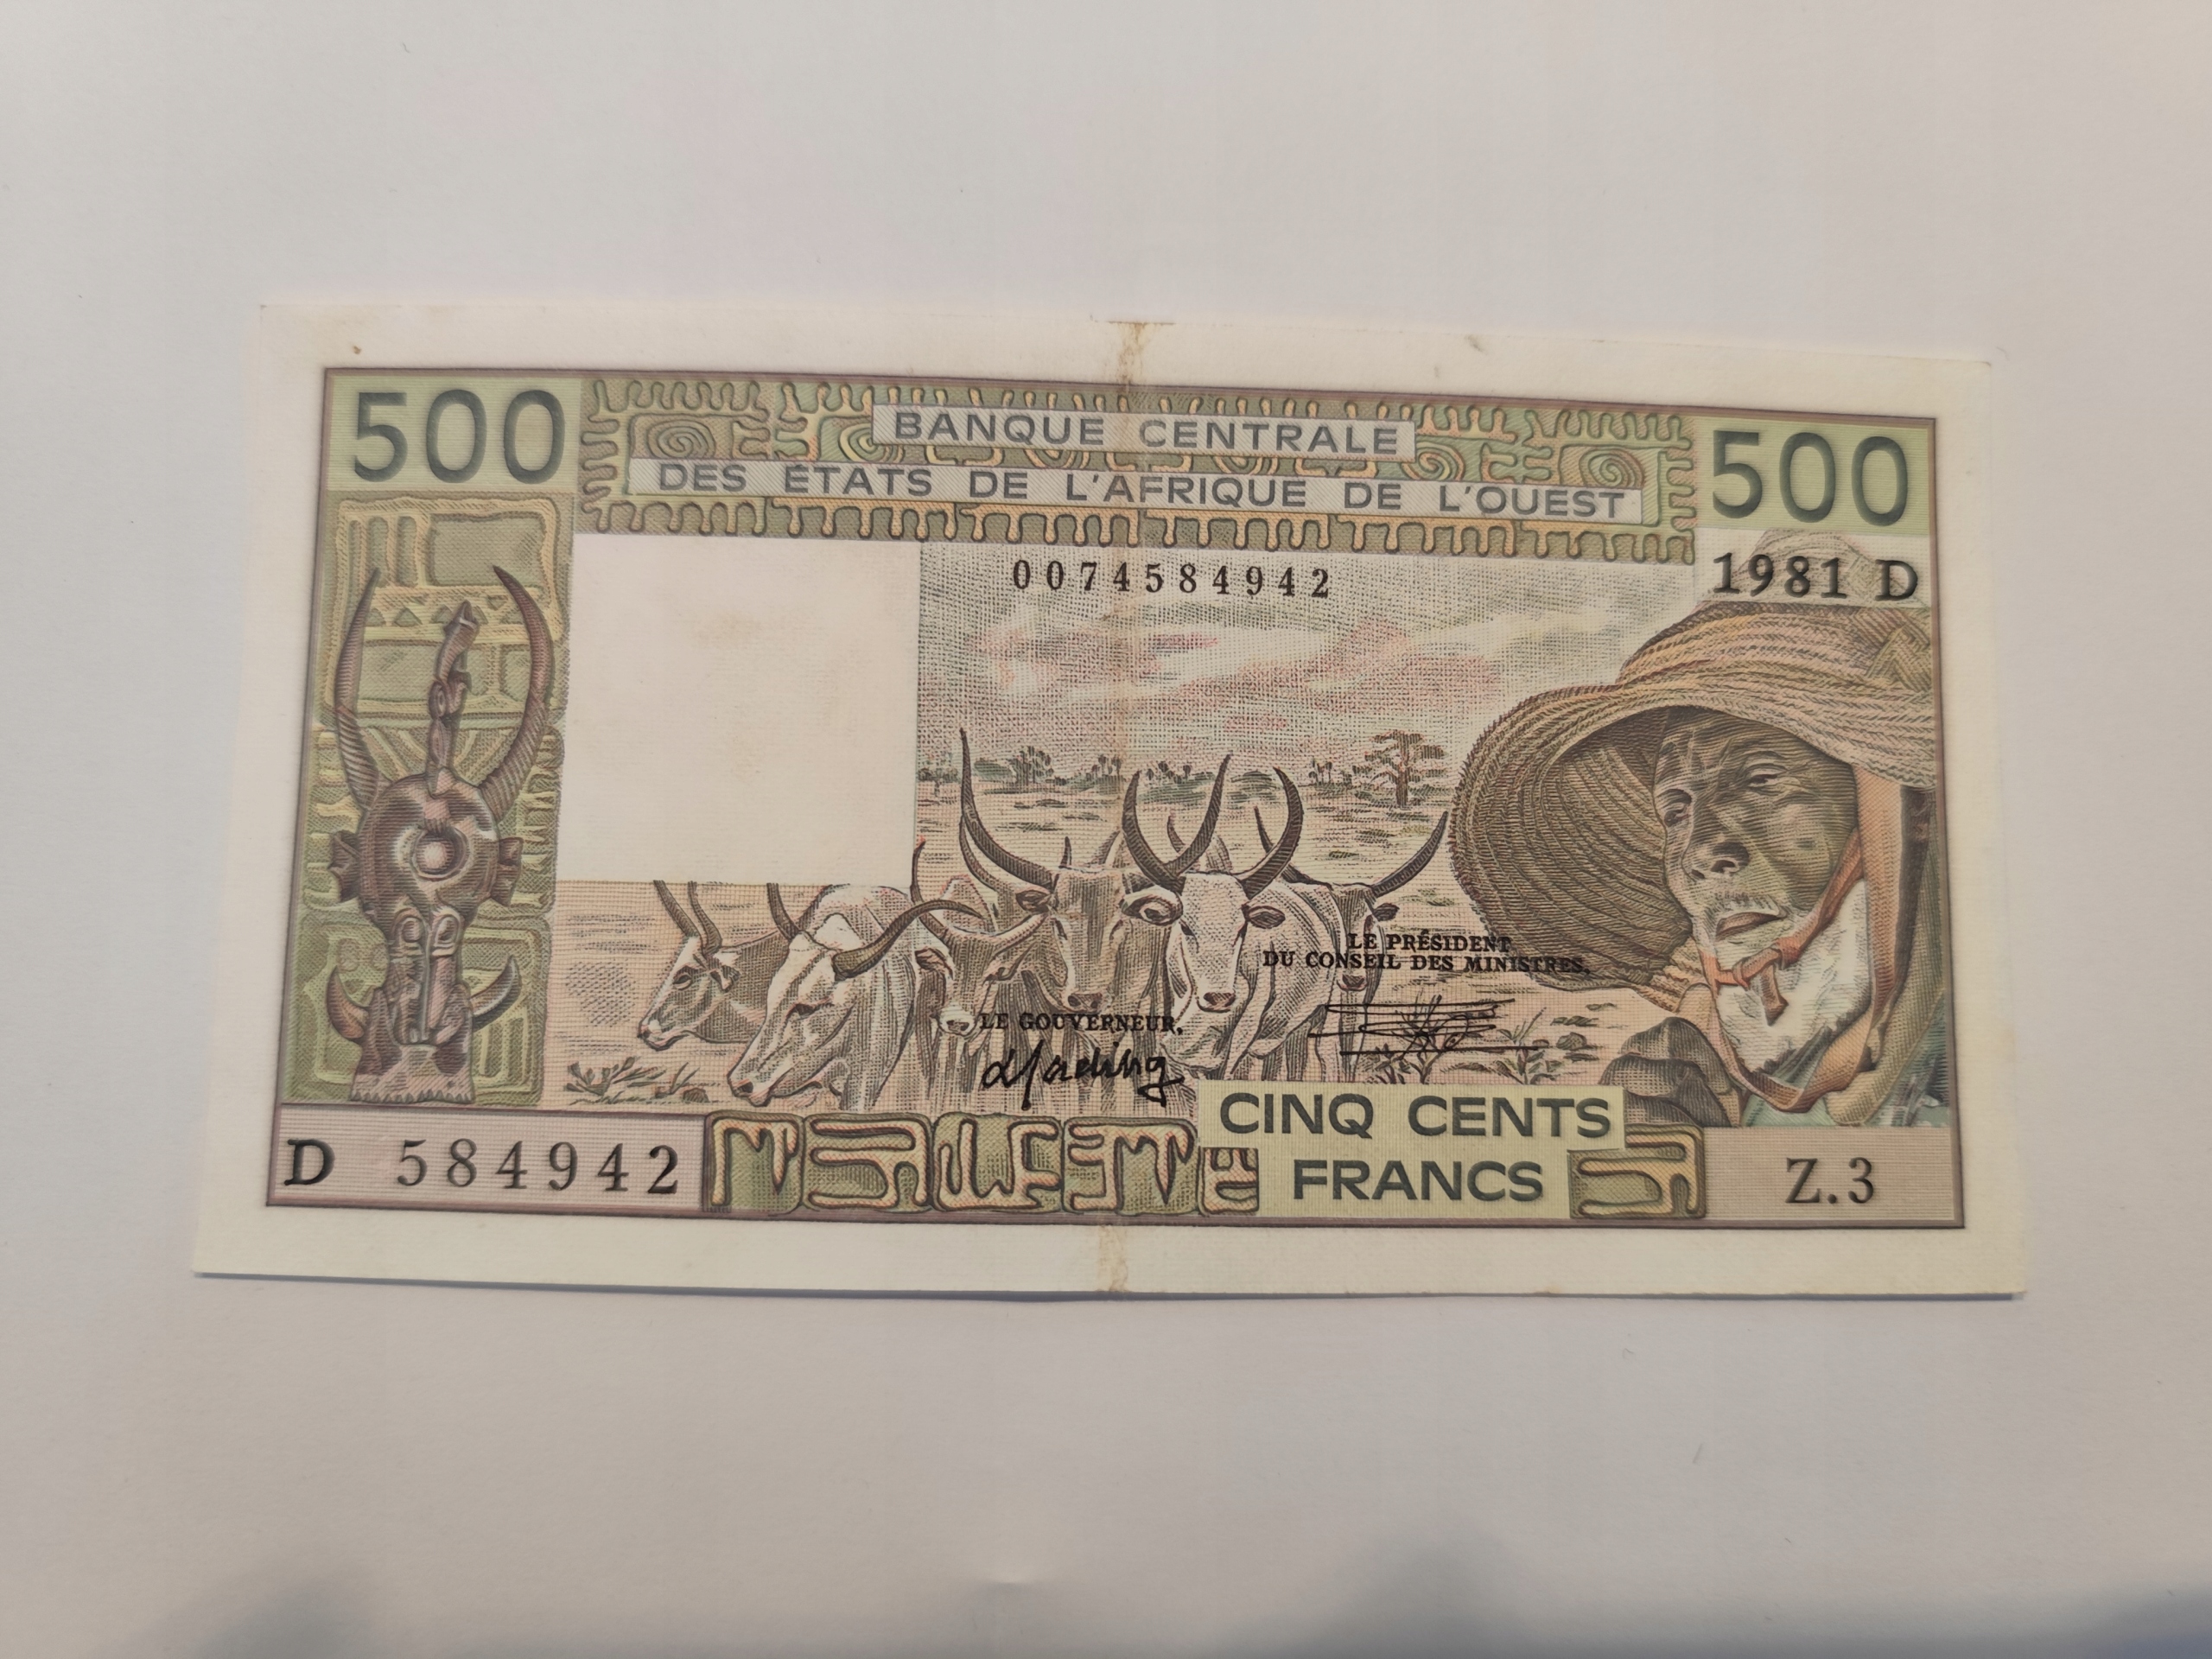 500
BANQUE CENTRALE
DES ÉTATS DE L'AFRIQUE DE L'OUEST
500
0074584942
1981 D
LE PRÉSIDENT
DU CONSEIL DES MINISTRES,
LE GOUVERNEUR,
CINQ CENTS
FRANCS
D 584942
Z.3